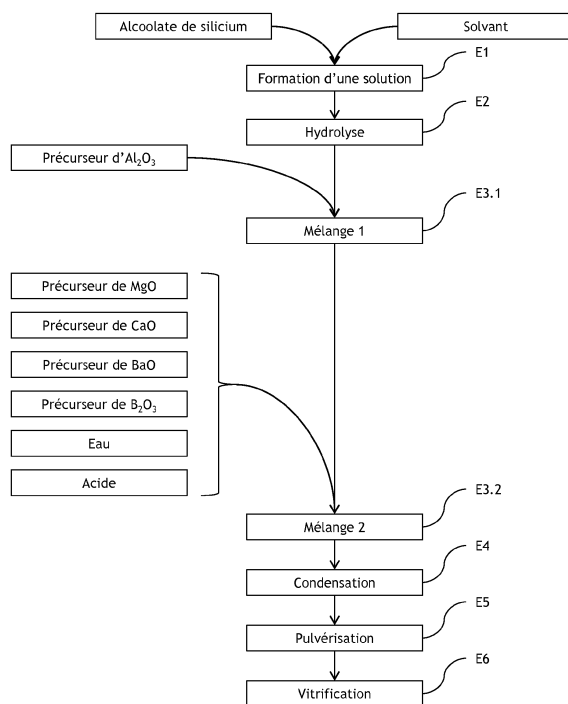 Alcoolate de silicium
Solvant
E1
Formation d’une solution
E2
Hydrolyse
Précurseur d’Al₂O₃
E3.1
Mélange 1
Précurseur de MgO
Précurseur de CaO
Précurseur de BaO
Précurseur de B₂O₃
Eau
Acide
E3.2
Mélange 2
E4
Condensation
E5
Pulvérisation
E6
Vitrification